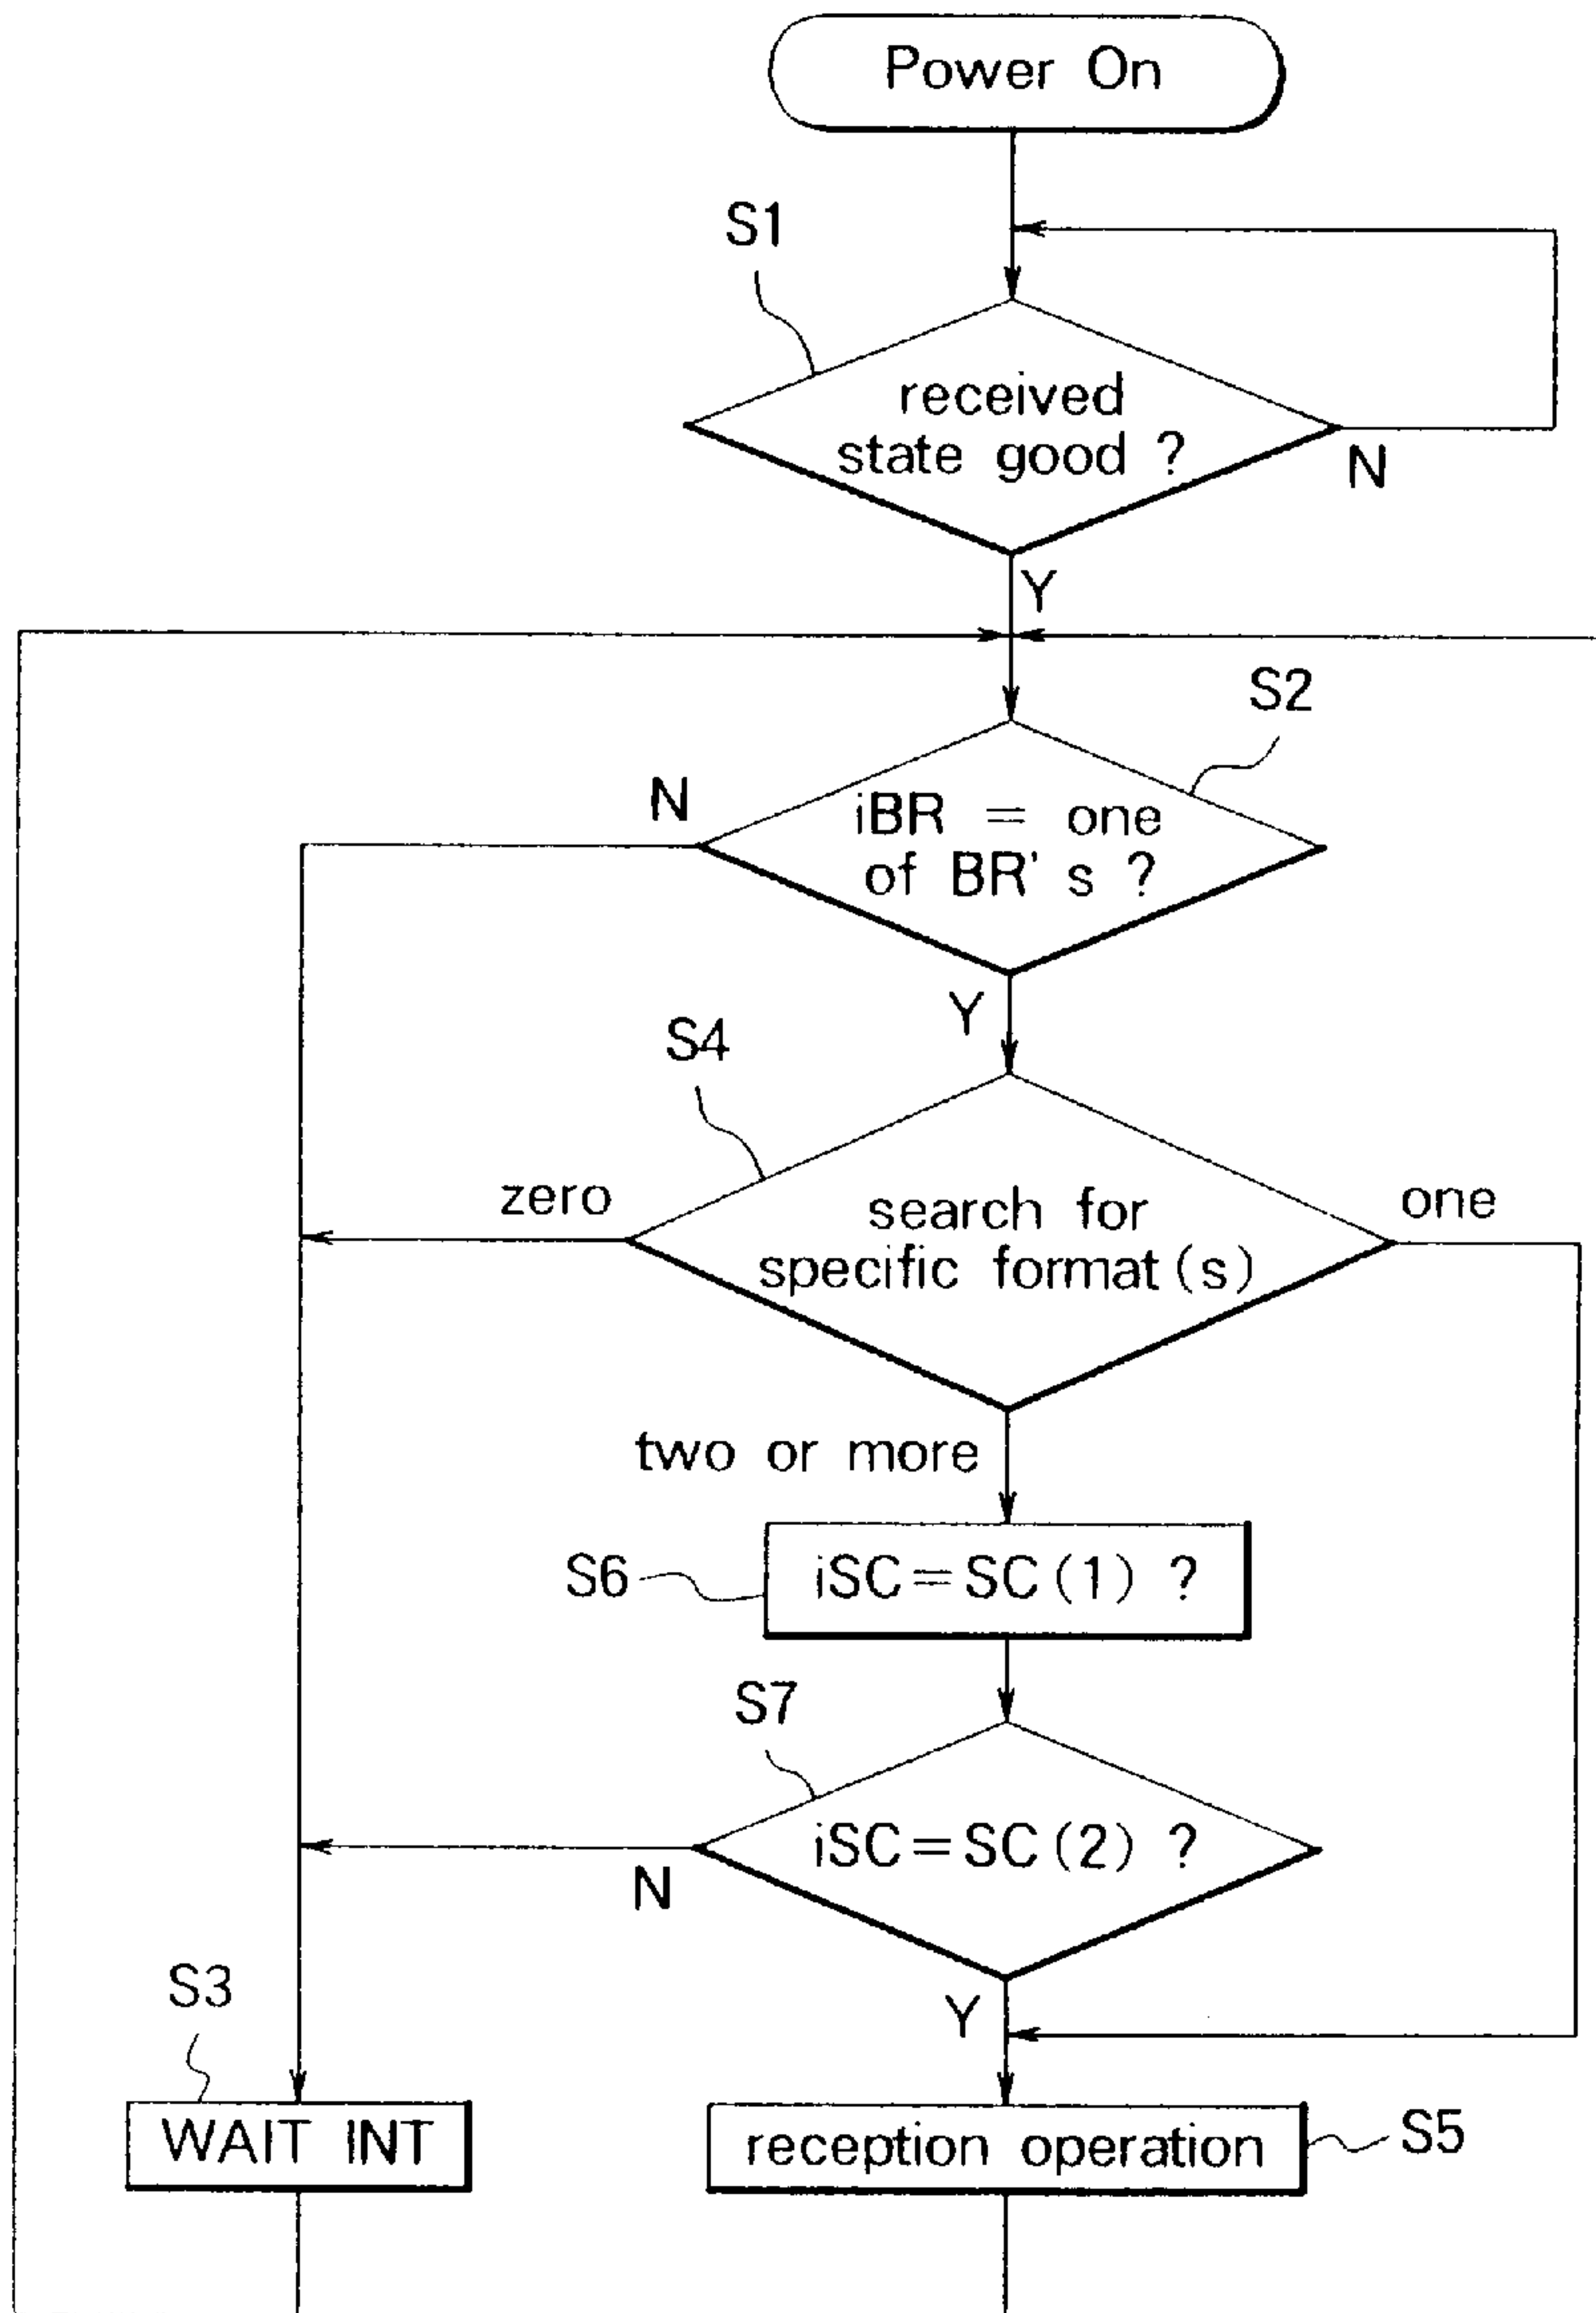 Power On
S1
received
state good ?
N
Y
S2
N
iBR = one
of BR' s ?
Y
S4
zero
search for
specific format(s)
one
two or more
S6
iSC=SC(1) ?
S7
iSC=SC(2) ?
N
Y
S3
WAIT INT
reception operation
S5